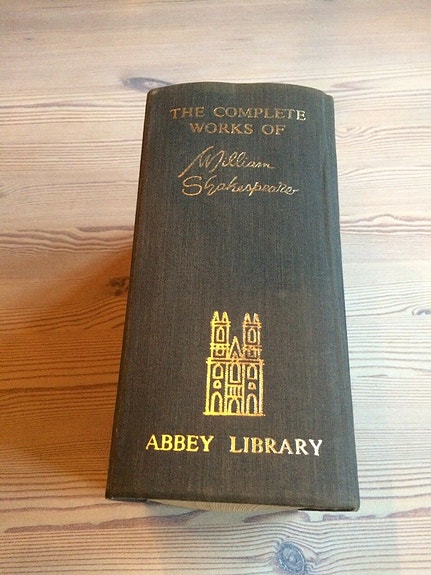 THE COMPLETE
WORKS OF
William
Shakespeare
ABBEY LIBRARY